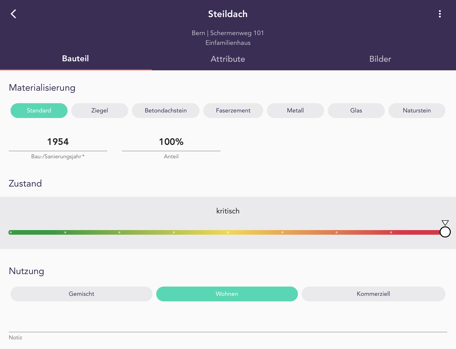 Steildach
Bern | Schermenweg 101
Einfamilienhaus
Bauteil Attribute Bilder
Materialisierung
Standard Ziegel Betondachstein Faserzement Metall Glas Naturstein
1954 100%
Bau-/Sanierungsjahr* Anteil
Zustand
kritisch
Nutzung
Gemischt Wohnen Kommerziell
Notiz